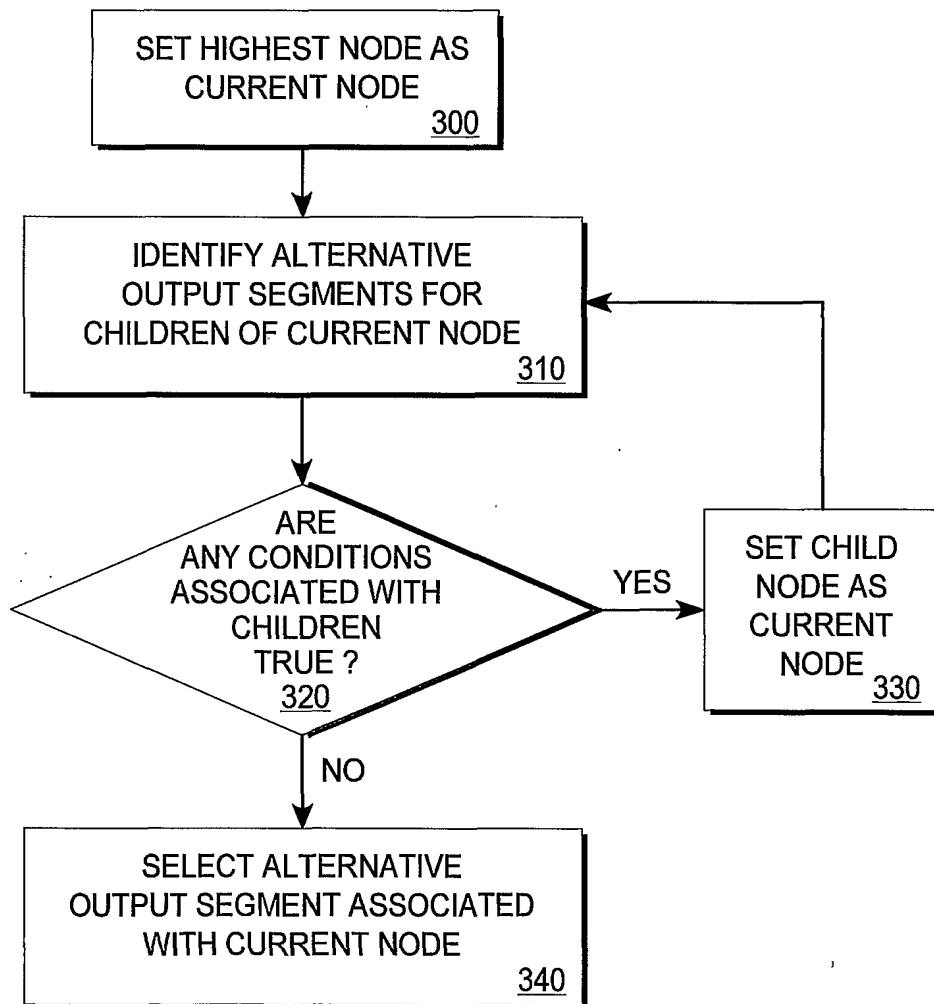 SET HIGHEST NODE AS
CURRENT NODE
300
IDENTIFY ALTERNATIVE
OUTPUT SEGMENTS FOR
CHILDREN OF CURRENT NODE
310
ARE
ANY CONDITIONS
ASSOCIATED WITH
CHILDREN
TRUE ?
320
YES
SET CHILD
NODE AS
CURRENT
NODE
330
NO
SELECT ALTERNATIVE
OUTPUT SEGMENT ASSOCIATED
WITH CURRENT NODE
340